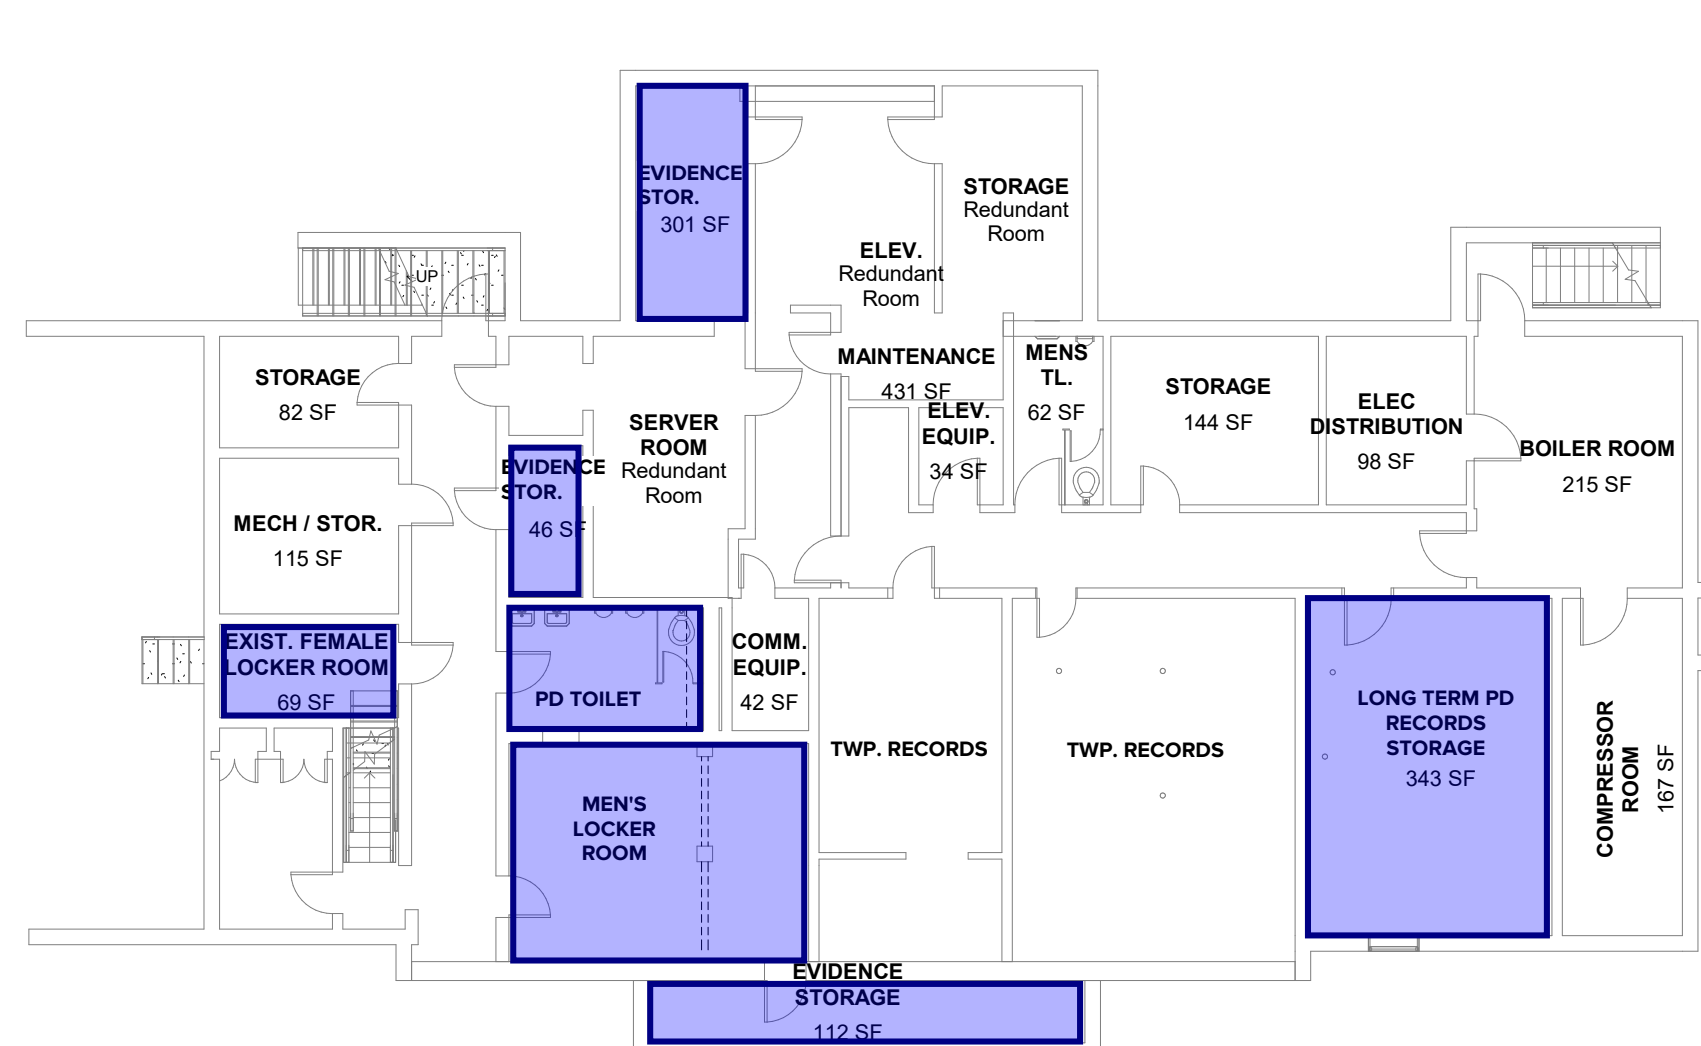 EVIDENCE
STOR.
301 SF
STORAGE
Redundant
Room
ELEV.
Redundant
Room
UP
STORAGE
82 SF
MAINTENANCE
431 SF
MENS
TL.
62 SF
STORAGE
144 SF
ELEC
DISTRIBUTION
98 SF
SERVER
ROOM
Redundant
Room
ELEV.
EQUIP.
34 SF
BOILER ROOM
215 SF
EVIDENCE
STOR.
46 SF
MECH / STOR.
115 SF
EXIST. FEMALE
LOCKER ROOM
69 SF
PD TOILET
COMM.
EQUIP.
42 SF
TWP. RECORDS
TWP. RECORDS
LONG TERM PD
RECORDS
STORAGE
343 SF
COMPRESSOR
ROOM
167 SF
MEN'S
LOCKER
ROOM
EVIDENCE
STORAGE
112 SF